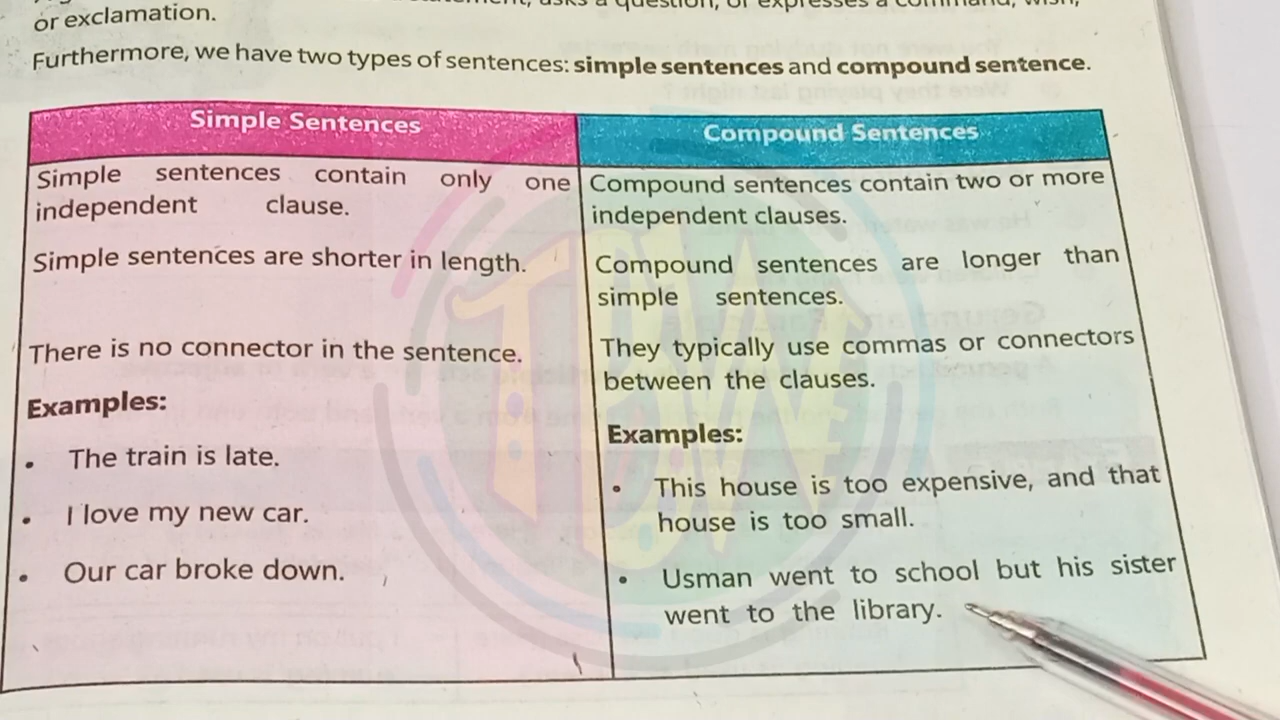 or exclamation.
Furthermore, we have two types of sentences: simple sentences and compound sentence.
Simple Sentences
Simple sentences contain only one
independent clause.
Simple sentences are shorter in length.
There is no connector in the sentence.
Examples:
• The train is late.
• I love my new car.
• Our car broke down.
Compound Sentences
Compound sentences contain two or more
independent clauses.
Compound sentences are longer than
simple sentences.
They typically use commas or connectors
between the clauses.
Examples:
• This house is too expensive, and that
house is too small.
• Usman went to school but his sister
went to the library.